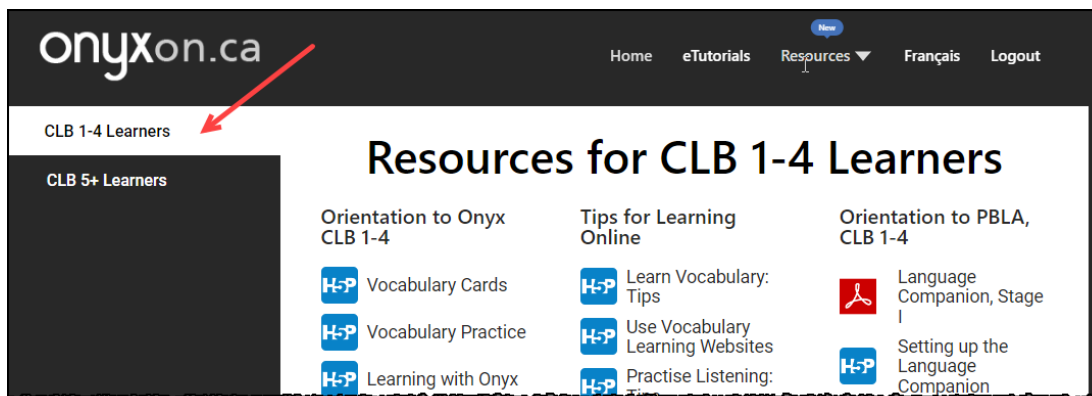 onyxon.ca
New
Home eTutorials Resources Français Logout
CLB 1-4 Learners
CLB 5+ Learners
Resources for CLB 1-4 Learners
Orientation to Onyx
CLB 1-4
H5P Vocabulary Cards
H5P Vocabulary Practice
H5P Learning with Onyx
Tips for Learning
Online
H5P Learn Vocabulary:
Tips
H5P Use Vocabulary
Learning Websites
H5P Practise Listening:
Orientation to PBLA,
CLB 1-4
Language
Companion, Stage
I
H5P Setting up the
Language
Companion